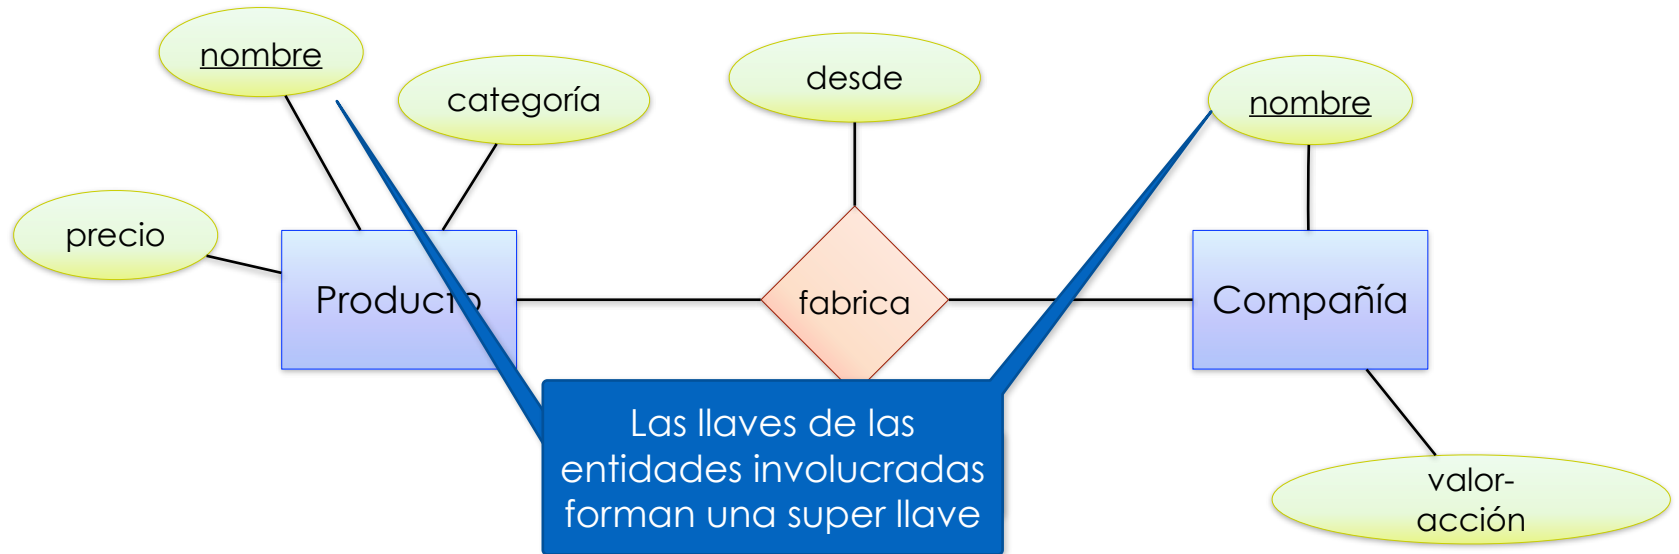 nombre
categoría
desde
nombre
precio
Producto
fabrica
Compañía
Las llaves de las
entidades involucradas
forman una super llave
valor-
acción